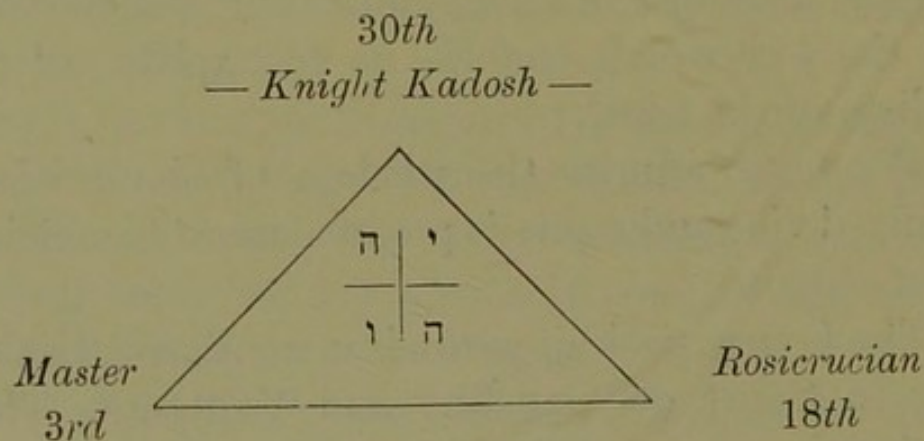 30th
— Knight Kadosh —
ה י
ו ה
Master
3rd
Rosicrucian
18th